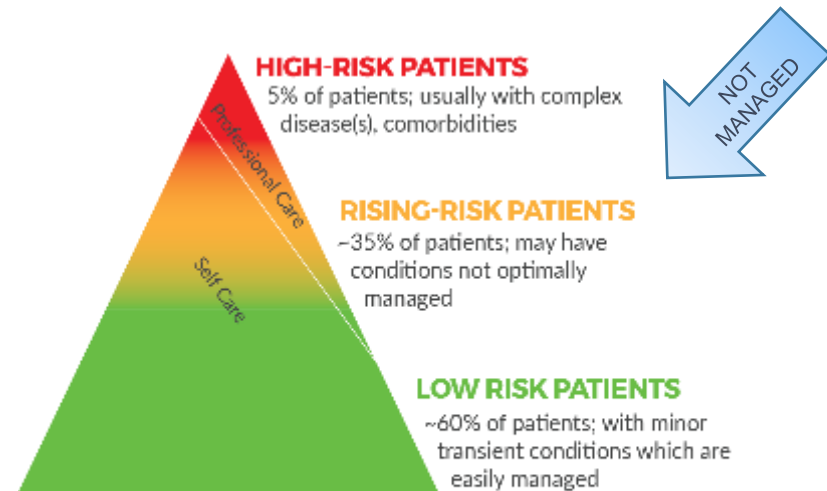 HIGH-RISK PATIENTS
5% of patients; usually with complex
disease(s), comorbidities
NOT
MANAGED
Professional Care
RISING-RISK PATIENTS
~35% of patients; may have
conditions not optimally
managed
Self Care
LOW RISK PATIENTS
~60% of patients; with minor
transient conditions which are
easily managed